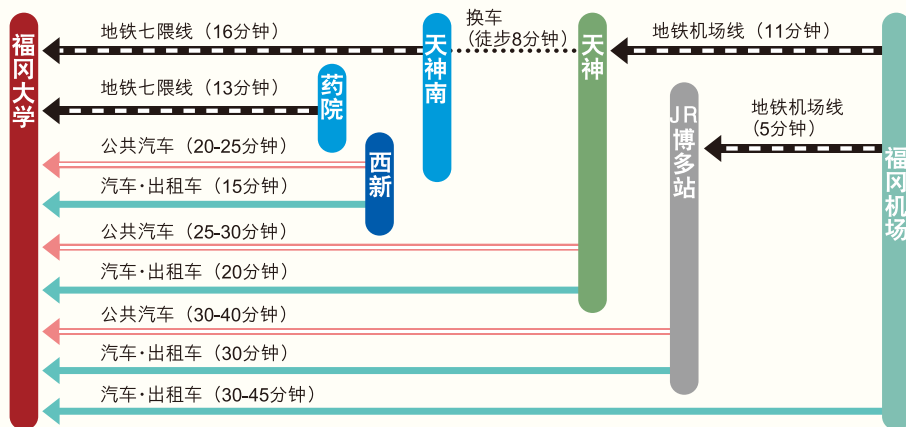 福冈大学
地铁七隈线（16分钟）
天神南
换车
（徒步8分钟）
天神
地铁机场线（11分钟）
福冈机场
地铁七隈线（13分钟）
药院
JR博多站
地铁机场线
（5分钟）
公共汽车（20-25分钟）
西新
汽车·出租车（15分钟）
公共汽车（25-30分钟）
汽车·出租车（20分钟）
公共汽车（30-40分钟）
汽车·出租车（30分钟）
汽车·出租车（30-45分钟）